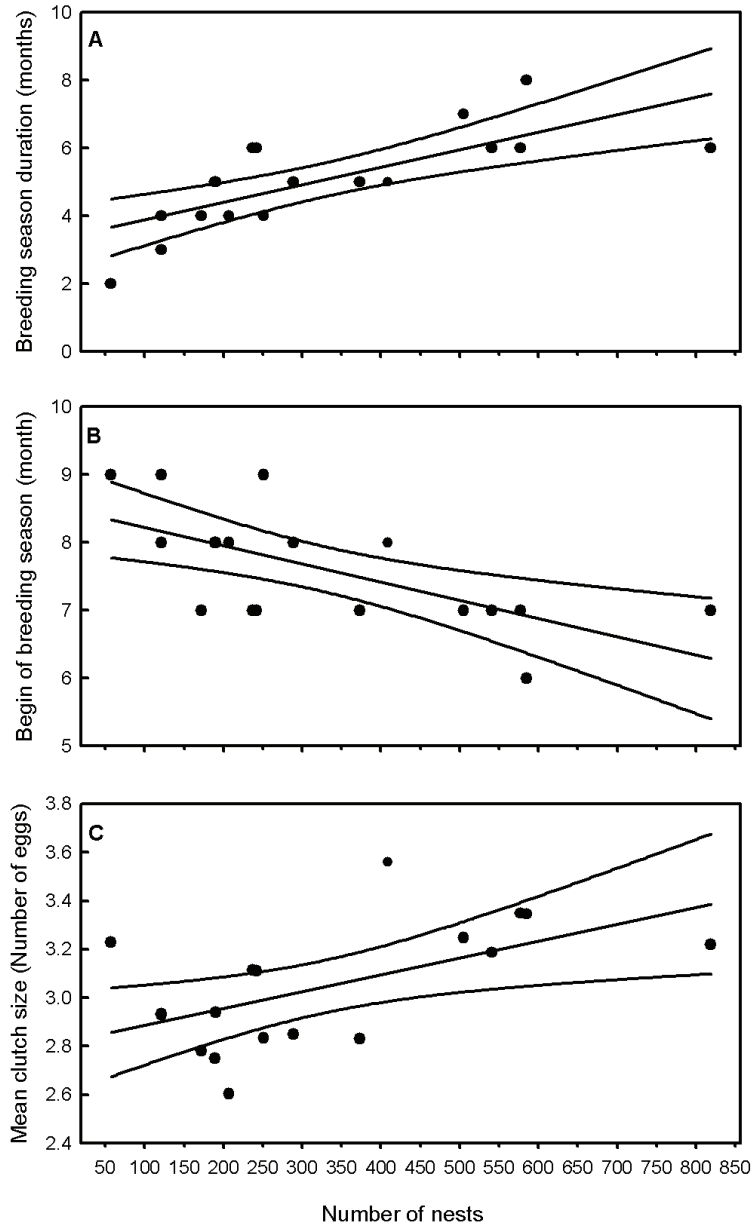 A
Breeding season duration (months)
10
8
6
4
2
0
B
Begin of breeding season (month)
10
9
8
7
6
5
C
Mean clutch size (Number of eggs)
3.8
3.6
3.4
3.2
3.0
2.8
2.6
2.4
50 100 150 200 250 300 350 400 450 500 550 600 650 700 750 800 850
Number of nests